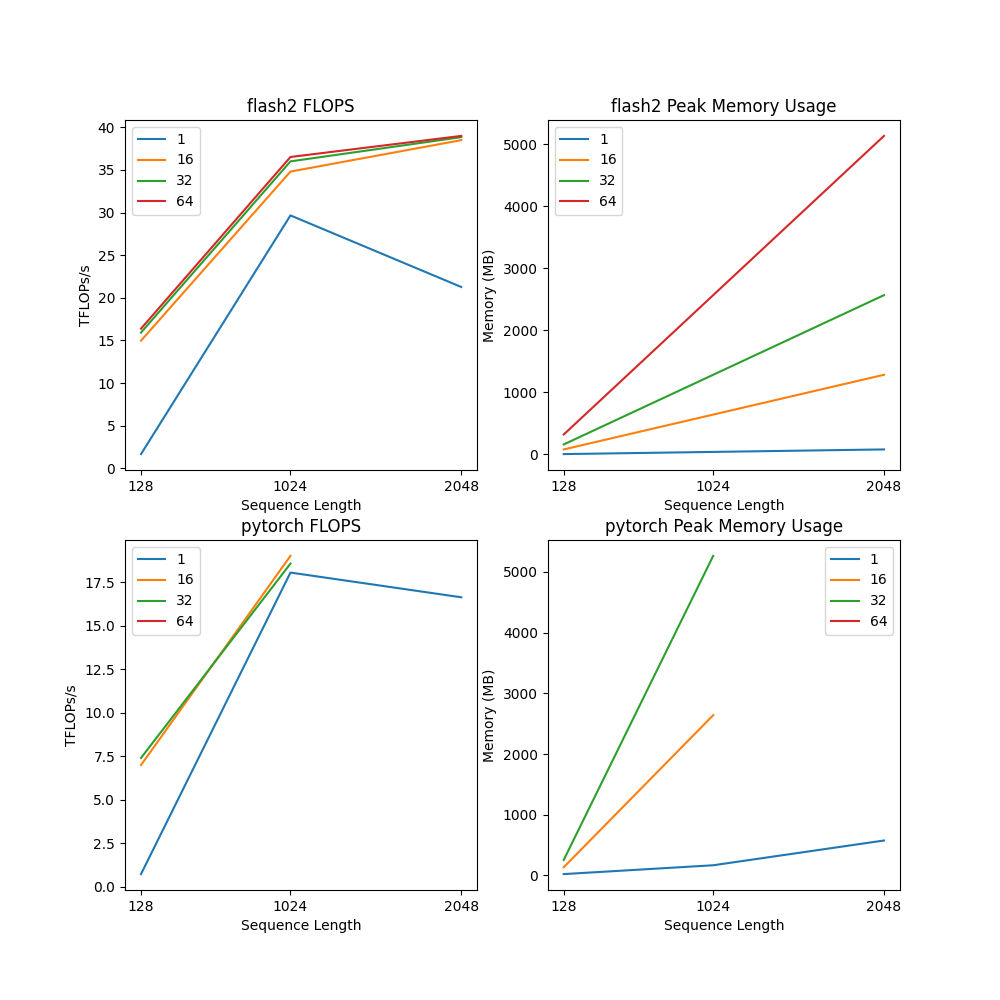 flash2 FLOPS
1
16
32
64
40
35
30
25
20
15
10
5
0
TFLOPs/s
128 1024 2048
Sequence Length
flash2 Peak Memory Usage
1
16
32
64
5000
4000
3000
2000
1000
0
Memory (MB)
128 1024 2048
Sequence Length
pytorch FLOPS
1
16
32
64
17.5
15.0
12.5
10.0
7.5
5.0
2.5
0.0
TFLOPs/s
128 1024 2048
Sequence Length
pytorch Peak Memory Usage
1
16
32
64
5000
4000
3000
2000
1000
0
Memory (MB)
128 1024 2048
Sequence Length